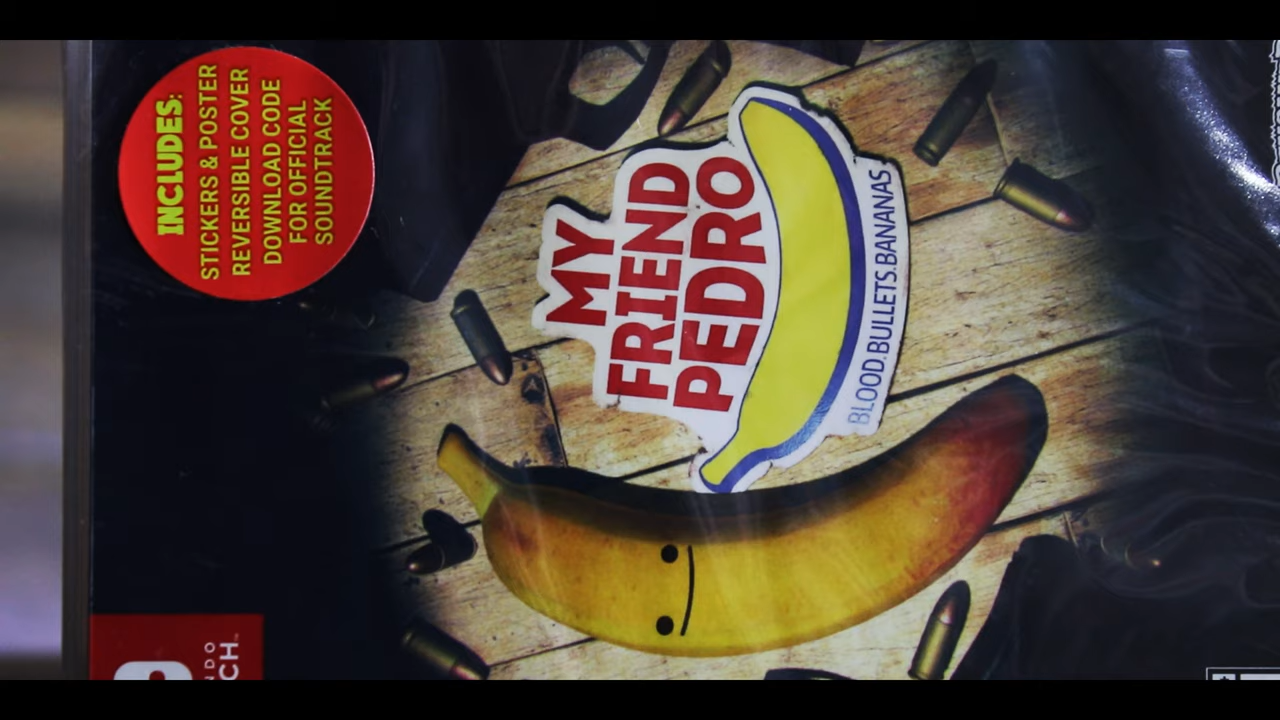 INCLUDES:
STICKERS & POSTER
REVERSIBLE COVER
DOWNLOAD CODE
FOR OFFICIAL
SOUNDTRACK
MY
FRIEND
PEDRO
BLOOD.BULLETS.BANANAS